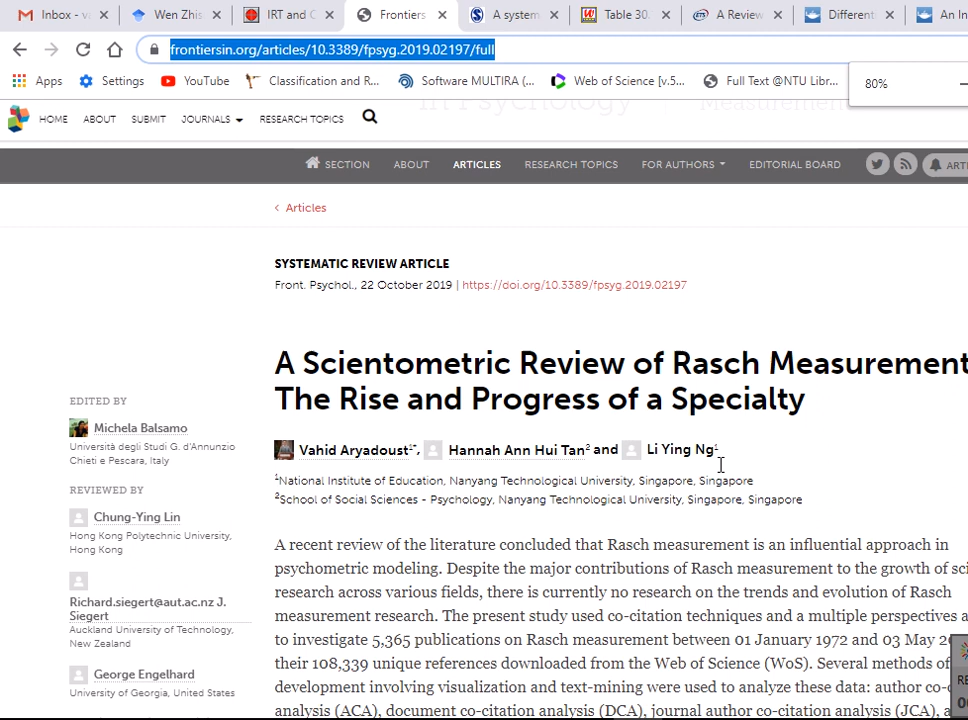 Inbox - va
Wen Zhis
IRT and C
Frontiers
A system
Table 30.
A Review
Different
An In
frontiersin.org/articles/10.3389/fpsyg.2019.02197/full
Apps
Settings
YouTube
Classification and R...
Software MULTIRA (...
Web of Science [v.5...
Full Text @NTU Libr...
80%
in Psychology
Measurement
HOME
ABOUT
SUBMIT
JOURNALS
RESEARCH TOPICS
SECTION
ABOUT
ARTICLES
RESEARCH TOPICS
FOR AUTHORS
EDITORIAL BOARD
ARTI
< Articles
SYSTEMATIC REVIEW ARTICLE
Front. Psychol., 22 October 2019 | https://doi.org/10.3389/fpsyg.2019.02197
A Scientometric Review of Rasch Measurement
The Rise and Progress of a Specialty
Vahid Aryadoust1*, Hannah Ann Hui Tan2 and Li Ying Ng1
1National Institute of Education, Nanyang Technological University, Singapore, Singapore
2School of Social Sciences - Psychology, Nanyang Technological University, Singapore, Singapore
EDITED BY
Michela Balsamo
Università degli Studi G. d'Annunzio
Chieti e Pescara, Italy
REVIEWED BY
Chung-Ying Lin
Hong Kong Polytechnic University,
Hong Kong
Richard.siegert@aut.ac.nz J.
Siegert
Auckland University of Technology,
New Zealand
George Engelhard
University of Georgia, United States
A recent review of the literature concluded that Rasch measurement is an influential approach in
psychometric modeling. Despite the major contributions of Rasch measurement to the growth of sci
research across various fields, there is currently no research on the trends and evolution of Rasch
measurement research. The present study used co-citation techniques and a multiple perspectives a
to investigate 5,365 publications on Rasch measurement between 01 January 1972 and 03 May 20
their 108,339 unique references downloaded from the Web of Science (WoS). Several methods of
development involving visualization and text-mining were used to analyze these data: author co-c
analysis (ACA), document co-citation analysis (DCA), journal author co-citation analysis (JCA), a
RE